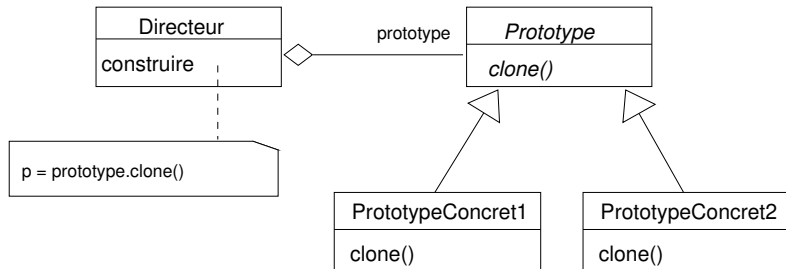 Directeur
construire
prototype
Prototype
clone()
p = prototype.clone()
PrototypeConcret1
clone()
PrototypeConcret2
clone()